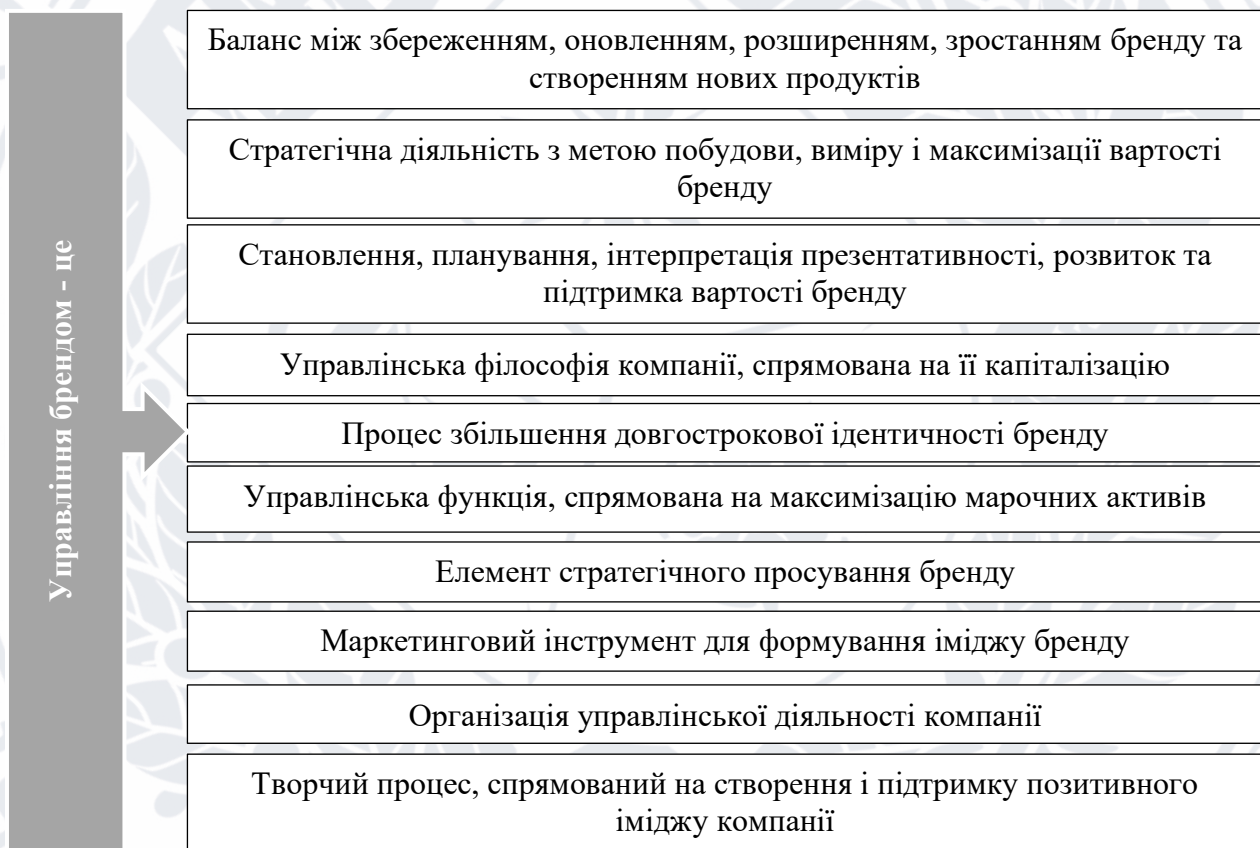 Управління брендом - це
Баланс між збереженням, оновленням, розширенням, зростанням бренду та
створенням нових продуктів
Стратегічна діяльність з метою побудови, виміру і максимізації вартості
бренду
Становлення, планування, інтерпретація презентативності, розвиток та
підтримка вартості бренду
Управлінська філософія компанії, спрямована на її капіталізацію
Процес збільшення довгострокової ідентичності бренду
Управлінська функція, спрямована на максимізацію марочних активів
Елемент стратегічного просування бренду
Маркетинговий інструмент для формування іміджу бренду
Організація управлінської діяльності компанії
Творчий процес, спрямований на створення і підтримку позитивного
іміджу компанії